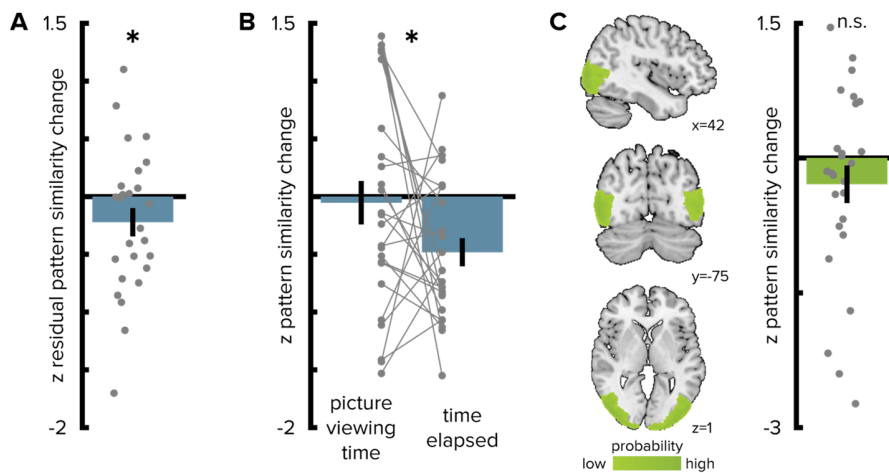 A
1.5
*
z residual pattern similarity change
-2
B
1.5
*
z pattern similarity change
-2
picture
viewing
time
time
elapsed
C
x=42
y=-75
z=1
probability
low
high
1.5
n.s.
z pattern similarity change
-3